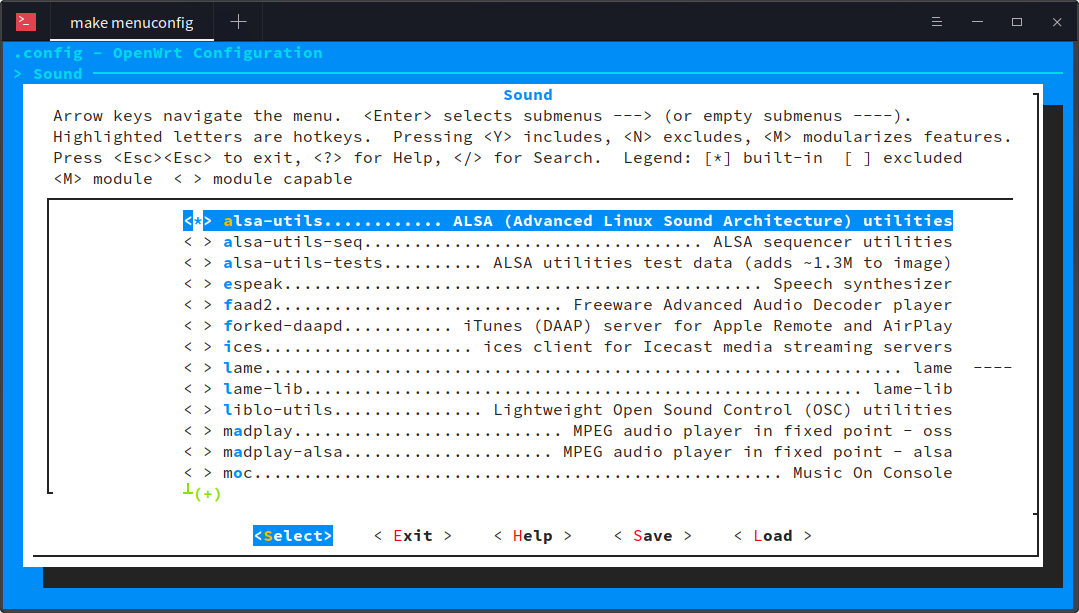 make menuconfig
.config - OpenWrt Configuration
> Sound
Sound
Arrow keys navigate the menu.  <Enter> selects submenus ---> (or empty submenus ----).
Highlighted letters are hotkeys.  Pressing <Y> includes, <N> excludes, <M> modularizes features.
Press <Esc><Esc> to exit, <?> for Help, </> for Search.  Legend: [*] built-in  [ ] excluded
<M> module  < > module capable
<*> alsa-utils............ ALSA (Advanced Linux Sound Architecture) utilities
< > alsa-utils-seq.................................. ALSA sequencer utilities
< > alsa-utils-tests.......... ALSA utilities test data (adds ~1.3M to image)
< > espeak................................................ Speech synthesizer
< > faad2............................. Freeware Advanced Audio Decoder player
< > forked-daapd........... iTunes (DAAP) server for Apple Remote and AirPlay
< > ices..................... ices client for Icecast media streaming servers
< > lame................................................................ lame  ----
< > lame-lib........................................................ lame-lib
< > liblo-utils............... Lightweight Open Sound Control (OSC) utilities
< > madplay........................... MPEG audio player in fixed point - oss
< > madplay-alsa..................... MPEG audio player in fixed point - alsa
< > moc..................................................... Music On Console
┴(+)
<Select>    < Exit >    < Help >    < Save >    < Load >